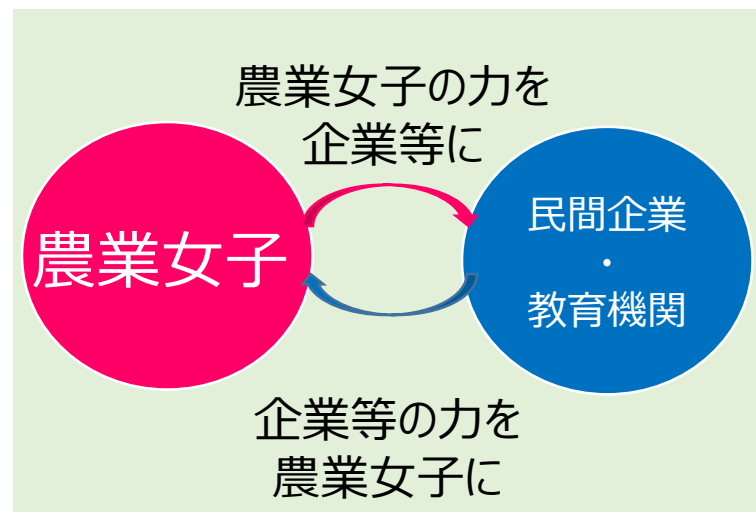 農業女子の力を
企業等に
農業女子
民間企業
・
教育機関
企業等の力を
農業女子に